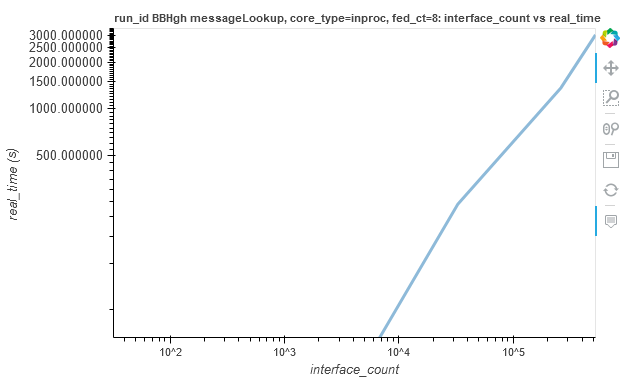 run_id BBHgh messageLookup, core_type=inproc, fed_ct=8: interface_count vs real_time
3000.000000
2500.000000
2000.000000
1500.000000
1000.000000
500.000000
real_time (s)
10^2 10^3 10^4 10^5
interface_count